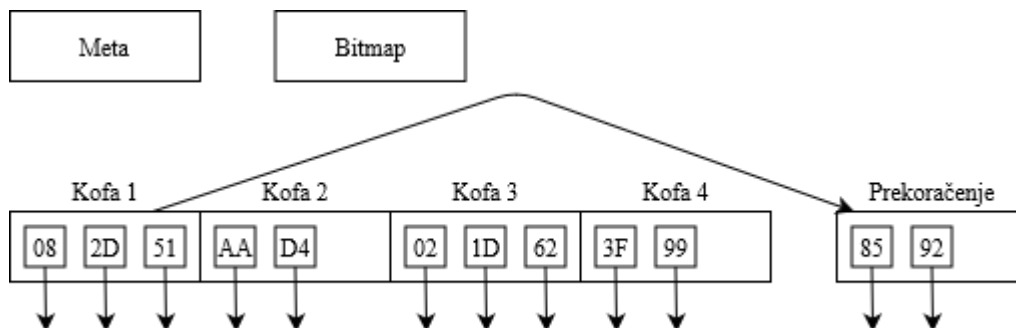 Meta Bitmap
Kofa 1 Kofa 2 Kofa 3 Kofa 4 Prekoračenje
08 2D 51 AA D4 02 1D 62 3F 99 85 92